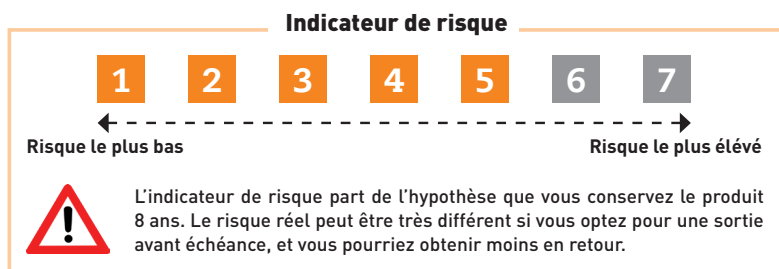 Indicateur de risque
1 2 3 4 5 6 7
Risque le plus bas Risque le plus élévé
L'indicateur de risque part de l'hypothèse que vous conservez le produit
8 ans. Le risque réel peut être très différent si vous optez pour une sortie
avant échéance, et vous pourriez obtenir moins en retour.